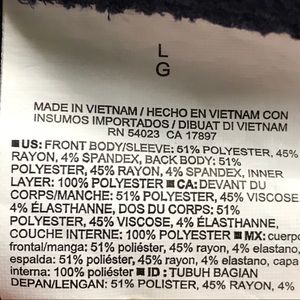 L
G
MADE IN VIETNAM / HECHO EN VIETNAM CON
INSUMOS IMPORTADOS / DIBUAT DI VIETNAM
RN 54023 CA 17897
■US: FRONT BODY/SLEEVE: 51% POLYESTER, 45%
RAYON, 4% SPANDEX, BACK BODY: 51%
POLYESTER, 45% RAYON, 4% SPANDEX, INNER
LAYER: 100% POLYESTER ■CA:DEVANT DU
CORPS/MANCHE: 51% POLYESTER, 45% VISCOSE
4% ÉLASTHANNE, DOS DU CORPS: 51%
POLYESTER, 45% VISCOSE, 4% ÉLASTHANNE,
COUCHE INTERNE: 100% POLYESTER ■MX: cuerpo
frontal/manga: 51% poliéster, 45% rayon, 4% elastano,
espalda: 51% poliéster, 45% rayon, 4% elastano, capa
interna: 100% poliéster ■ID : TUBUH BAGIAN
DEPAN/LENGAN: 51% POLIESTER, 45% RAYON, 4%